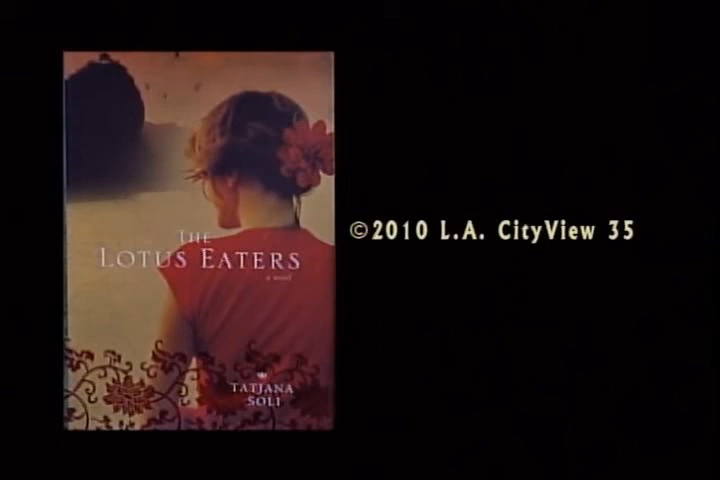 THE
LOTUS EATERS
a novel
TATJANA
SOLI
©2010 L.A. CityView 35